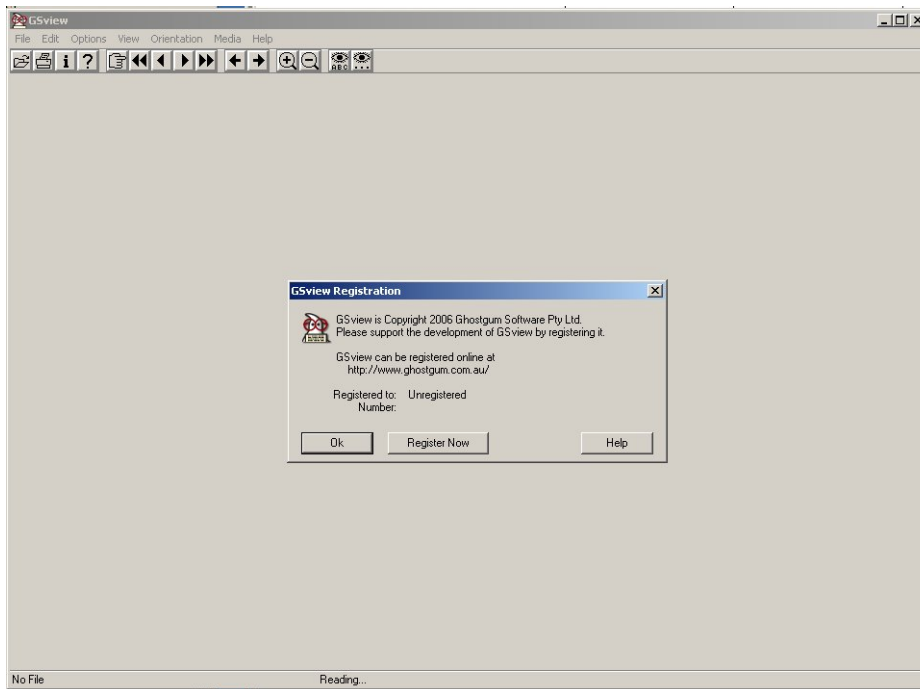 GSview
File Edit Options View Orientation Media Help
GSview Registration
GSview is Copyright 2006 Ghostgum Software Pty Ltd.
Please support the development of GSview by registering it.
GSview can be registered online at
http://www.ghostgum.com.au/
Registered to: Unregistered
Number:
Ok Register Now Help
No File Reading...